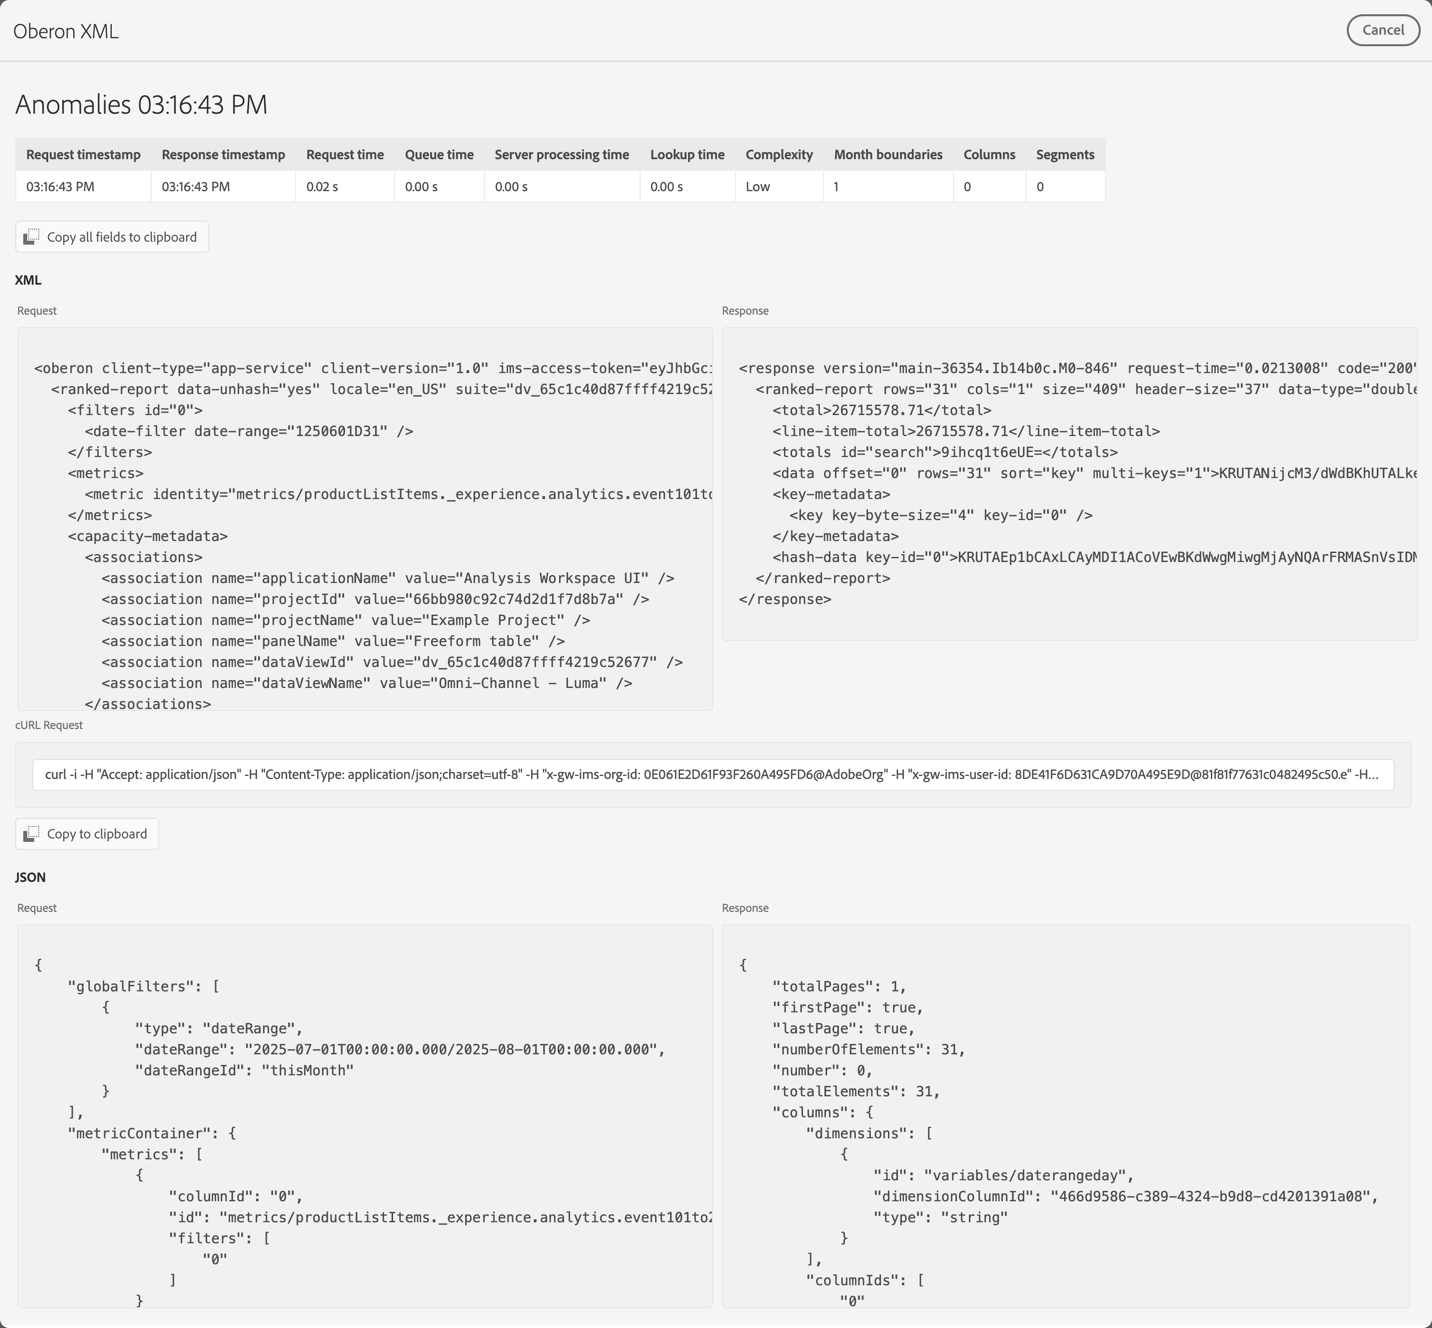 Oberon XML
Cancel
Anomalies 03:16:43 PM
Request timestamp Response timestamp Request time Queue time Server processing time Lookup time Complexity Month boundaries Columns Segments
03:16:43 PM 03:16:43 PM 0.02 s 0.00 s 0.00 s 0.00 s Low 1 0 0
Copy all fields to clipboard
XML
Request
<oberon client-type="app-service" client-version="1.0" ims-access-token="eyJhbGci
<ranked-report data-unhash="yes" locale="en_US" suite="dv_65c1c40d87ffff4219c52
<filters id="0">
<date-filter date-range="1250601D31" />
</filters>
<metrics>
<metric identity="metrics/productListItems._experience.analytics.event101to
</metrics>
<capacity-metadata>
<associations>
<association name="applicationName" value="Analysis Workspace UI" />
<association name="projectId" value="66bb980c92c74d2d1f7d8b7a" />
<association name="projectName" value="Example Project" />
<association name="panelName" value="Freeform table" />
<association name="dataViewId" value="dv_65c1c40d87ffff4219c52677" />
<association name="dataViewName" value="Omni-Channel – Luma" />
</associations>
Response
<response version="main-36354.Ib14b0c.M0-846" request-time="0.0213008" code="200"
<ranked-report rows="31" cols="1" size="409" header-size="37" data-type="double
<total>26715578.71</total>
<line-item-total>26715578.71</line-item-total>
<totals id="search">9ihcq1t6eUE=</totals>
<data offset="0" rows="31" sort="key" multi-keys="1">KRUTANijcM3/dWdBKhUTALke
<key-metadata>
<key key-byte-size="4" key-id="0" />
</key-metadata>
<hash-data key-id="0">KRUTAEp1bCAxLCAyMDI1ACoVEwBKdWwgMiwgMjAyNQArFRMASnVsIDM
</ranked-report>
</response>
cURL Request
curl -i -H "Accept: application/json" -H "Content-Type: application/json;charset=utf-8" -H "x-gw-ims-org-id: 0E061E2D61F93F260A495FD6@AdobeOrg" -H "x-gw-ims-user-id: 8DE41F6D631CA9D70A495E9D@81f81f77631c0482495c50.e" -H...
Copy to clipboard
JSON
Request
{
"globalFilters": [
{
"type": "dateRange",
"dateRange": "2025-07-01T00:00:00.000/2025-08-01T00:00:00.000",
"dateRangeId": "thisMonth"
}
],
"metricContainer": {
"metrics": [
{
"columnId": "0",
"id": "metrics/productListItems._experience.analytics.event101to2
"filters": [
"0"
]
}
Response
{
"totalPages": 1,
"firstPage": true,
"lastPage": true,
"numberOfElements": 31,
"number": 0,
"totalElements": 31,
"columns": {
"dimensions": [
{
"id": "variables/daterangeday",
"dimensionColumnId": "466d9586-c389-4324-b9d8-cd4201391a08",
"type": "string"
}
],
"columnIds": [
"0"